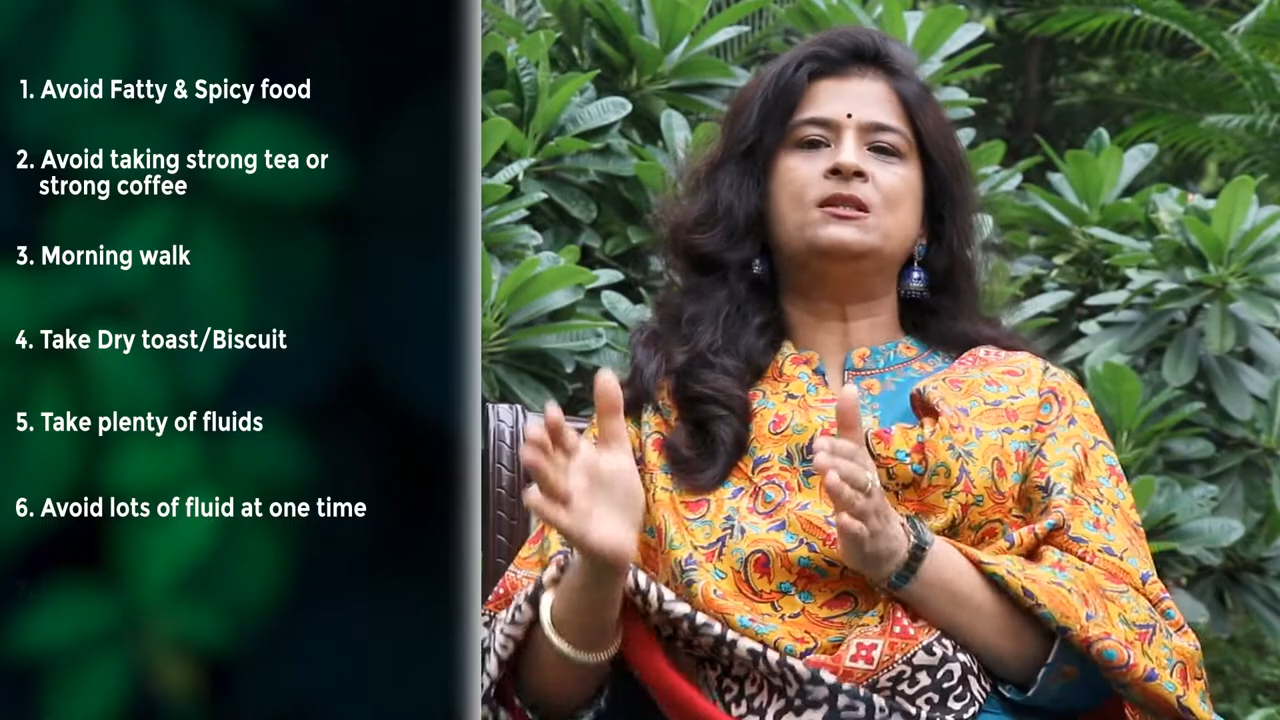 1. Avoid Fatty & Spicy food
2. Avoid taking strong tea or
strong coffee
3. Morning walk
4. Take Dry toast/Biscuit
5. Take plenty of fluids
6. Avoid lots of fluid at one time